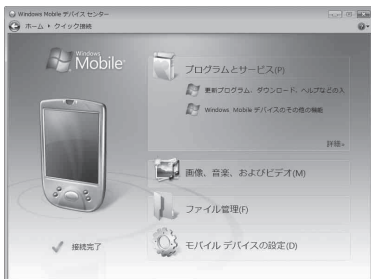 Windows Mobile デバイス センター
ホーム ▸ クイック接続
Windows
Mobile
プログラムとサービス(P)
更新プログラム、ダウンロード、ヘルプなどの入
Windows Mobile デバイスのその他の機能
詳細»
画像、音楽、およびビデオ(M)
ファイル管理(F)
接続完了
モバイル デバイスの設定(D)